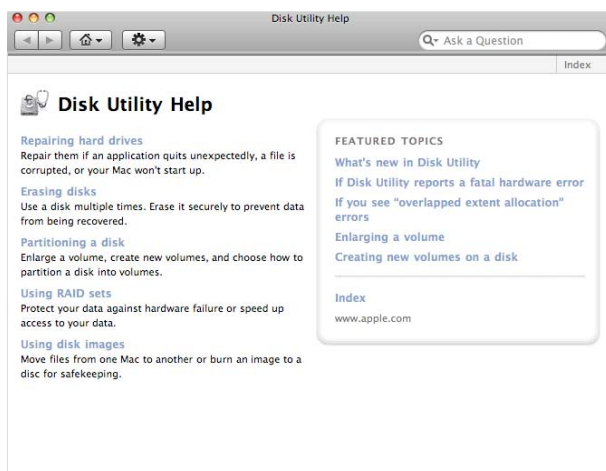 Disk Utility Help
Ask a Question
Index
Disk Utility Help
Repairing hard drives
Repair them if an application quits unexpectedly, a file is
corrupted, or your Mac won't start up.
Erasing disks
Use a disk multiple times. Erase it securely to prevent data
from being recovered.
Partitioning a disk
Enlarge a volume, create new volumes, and choose how to
partition a disk into volumes.
Using RAID sets
Protect your data against hardware failure or speed up
access to your data.
Using disk images
Move files from one Mac to another or burn an image to a
disc for safekeeping.
FEATURED TOPICS
What's new in Disk Utility
If Disk Utility reports a fatal hardware error
If you see "overlapped extent allocation"
errors
Enlarging a volume
Creating new volumes on a disk
Index
www.apple.com